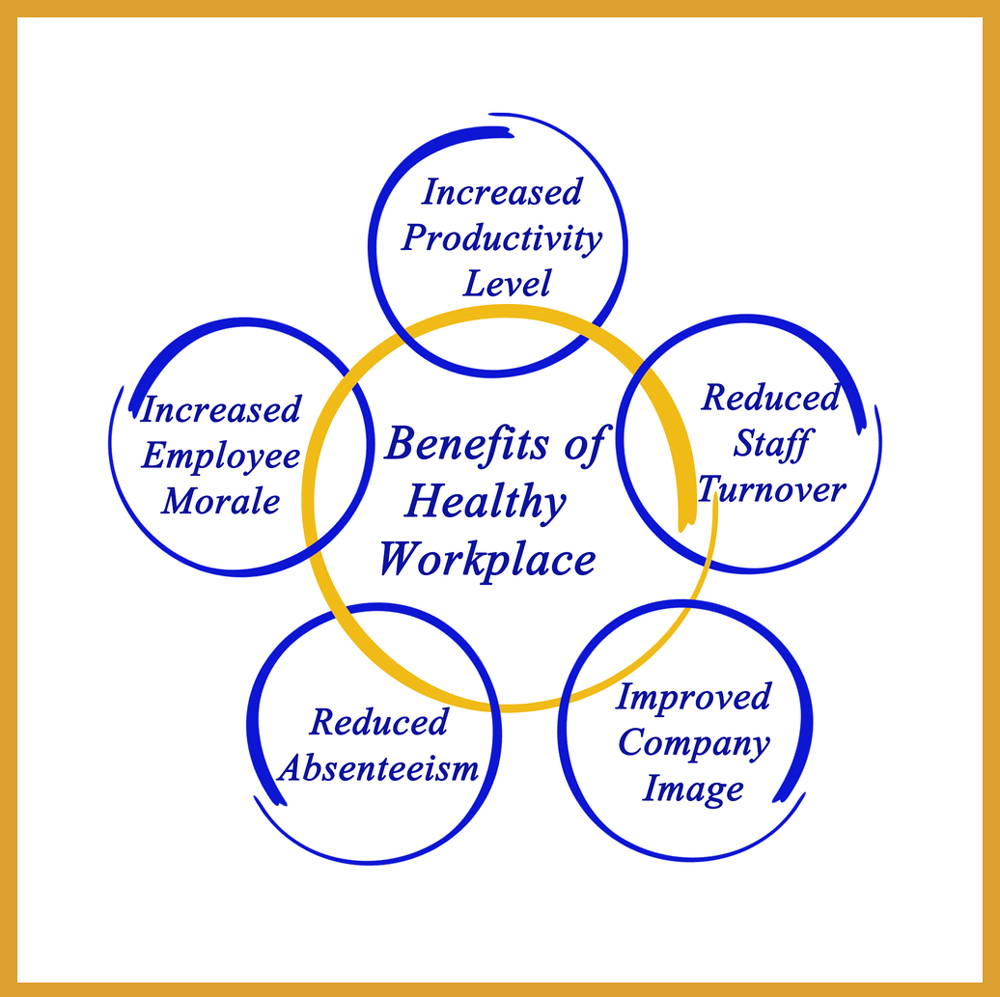 Increased
Productivity
Level
Increased
Employee
Morale
Benefits of
Healthy
Workplace
Reduced
Staff
Turnover
Reduced
Absenteeism
Improved
Company
Image